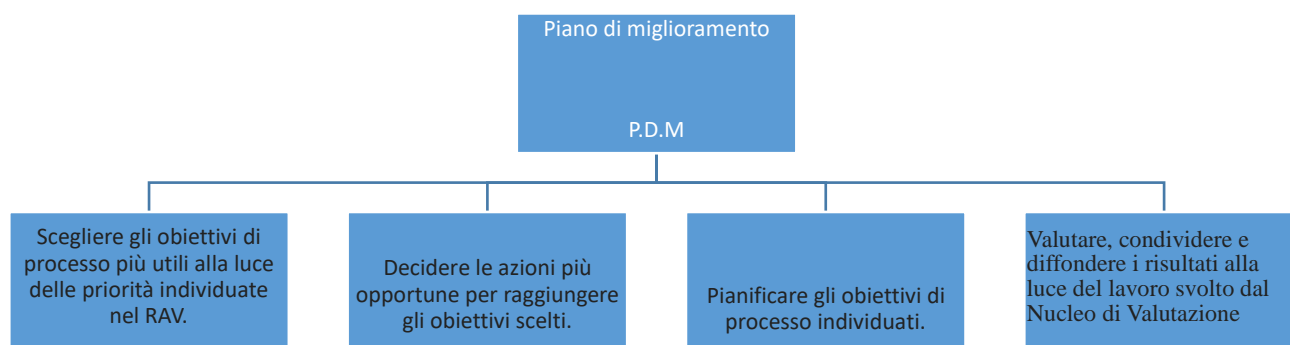 Piano di miglioramento
P.D.M
Scegliere gli obiettivi di
processo più utili alla luce
delle priorità individuate
nel RAV.
Decidere le azioni più
opportune per raggiungere
gli obiettivi scelti.
Pianificare gli obiettivi di
processo individuati.
Valutare, condividere e
diffondere i risultati alla
luce del lavoro svolto dal
Nucleo di Valutazione